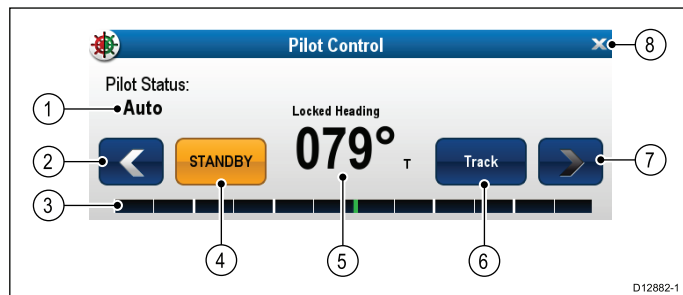 Pilot Control
8
Pilot Status:
1
Auto
Locked Heading
2
STANDBY
079° T
Track
7
3
4
5
6
D12882-1